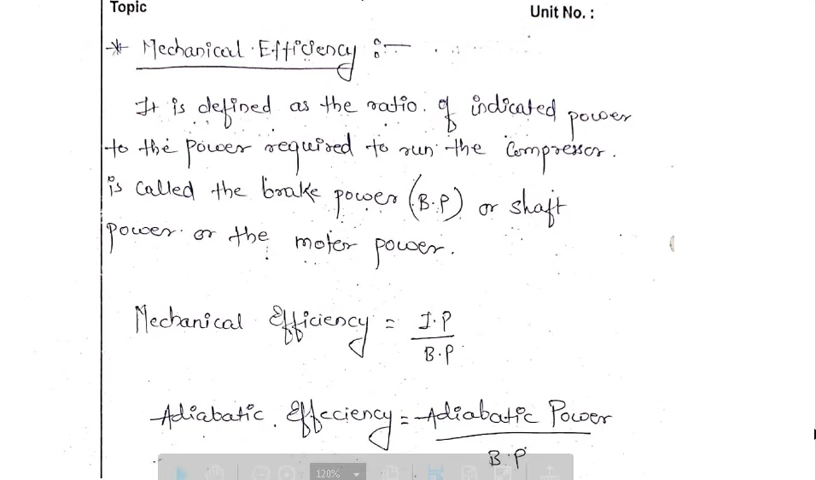 Topic
Unit No. :
* Mechanical Efficiency :-
It is defined as the ratio of indicated power
to the power required to run the Compressor.
is called the brake power (B.P) or shaft
power or the motor power.
Mechanical Efficiency = I.P
B.P
Adiabatic Effeciency = Adiabatic Power
B.P
120%